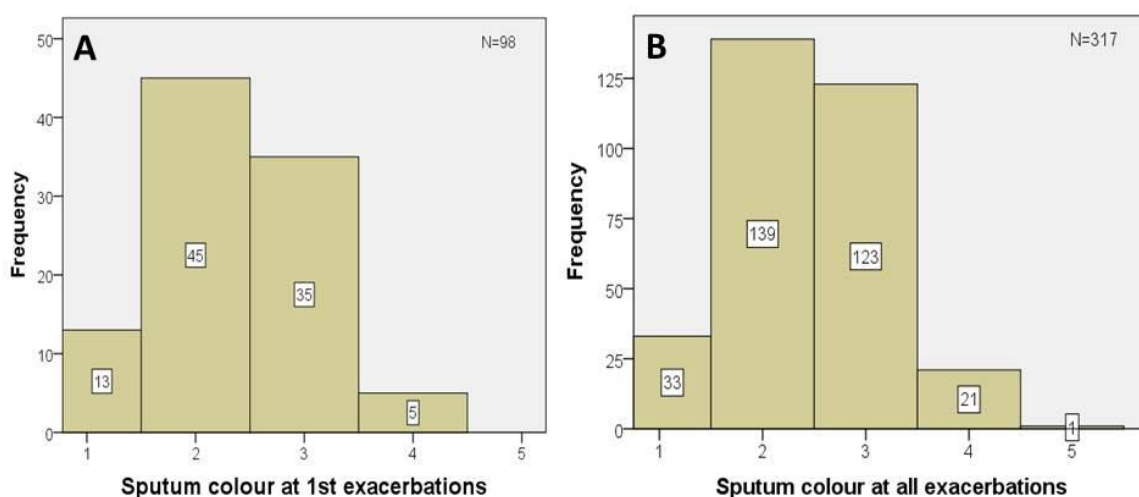 A
N=98
50
40
30
20
10
0
Frequency
13
45
35
5
1 2 3 4 5
Sputum colour at 1st exacerbations
B
N=317
125
100
75
50
25
0
Frequency
33
139
123
21
1
1 2 3 4 5
Sputum colour at all exacerbations